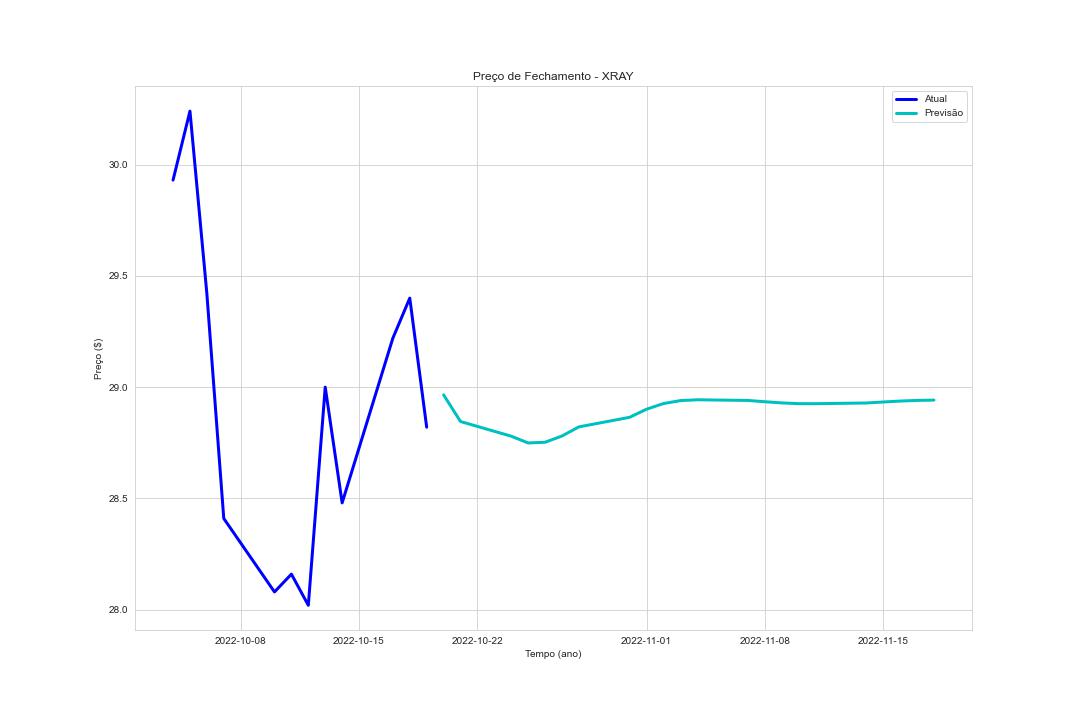 Preço de Fechamento - XRAY
Atual
Previsão
30.0
29.5
29.0
28.5
28.0
Preço ($)
2022-10-08
2022-10-15
2022-10-22
2022-11-01
2022-11-08
2022-11-15
Tempo (ano)